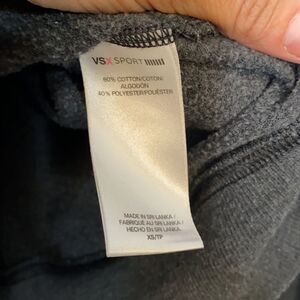 VSX SPORT
60% COTTON/COTON/
ALGODÓN
40% POLYESTER/POLIÉSTER
MADE IN SRI LANKA /
FABRIQUÉ AU SRI LANKA /
HECHO EN SRI LANKA
XS/TP